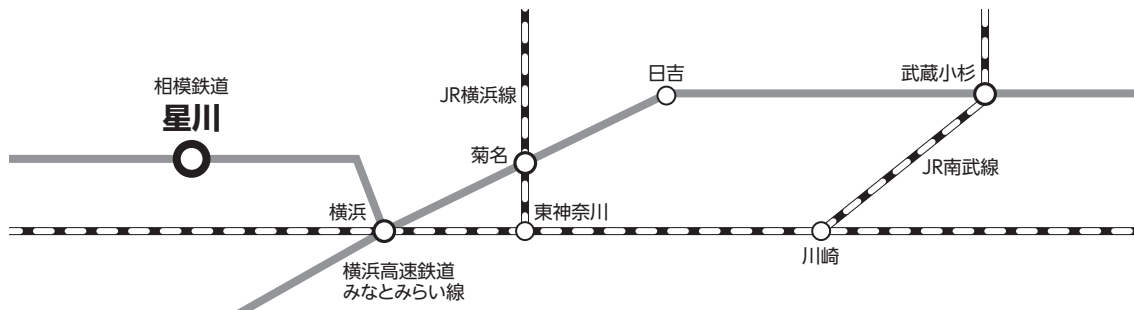 相模鉄道
星川
日吉
武蔵小杉
JR横浜線
菊名
JR南武線
横浜
東神奈川
川崎
横浜高速鉄道
みなとみらい線